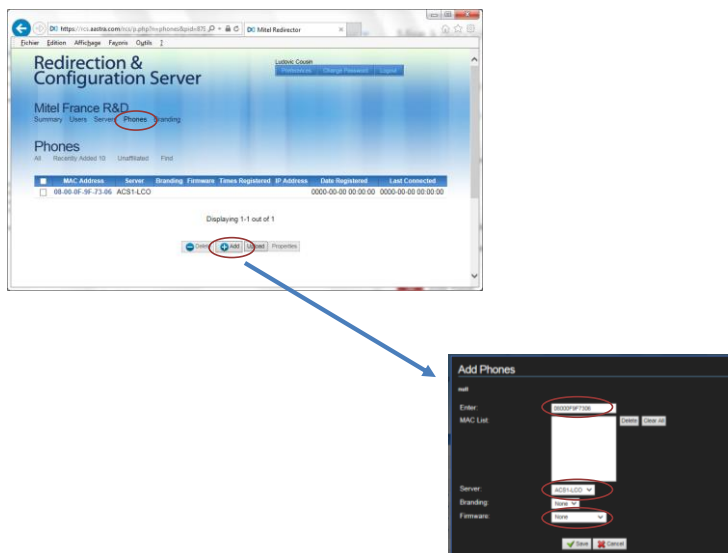 https://rcs.aastra.com/rcs/p.php?n=phones&pid=875
Mitel Redirector
Fichier Edition Affichage Favoris Outils ?
Redirection &
Configuration Server
Ludovic Cousin
Preferences Change Password Logout
Mitel France R&D
Summary Users Servers Phones Branding
Phones
All Recently Added 10 Unaffiliated Find
MAC Address Server Branding Firmware Times Registered IP Address Date Registered Last Connected
08-00-0F-9F-73-06 ACS1-LCO 0000-00-00 00:00:00 0000-00-00 00:00:00
Displaying 1-1 out of 1
Delete Add Upload Properties
Add Phones
Enter: 08000F9F7306
MAC List: Delete Clear All
Server: ACS1-LCO
Branding: None
Firmware: None
Save Cancel